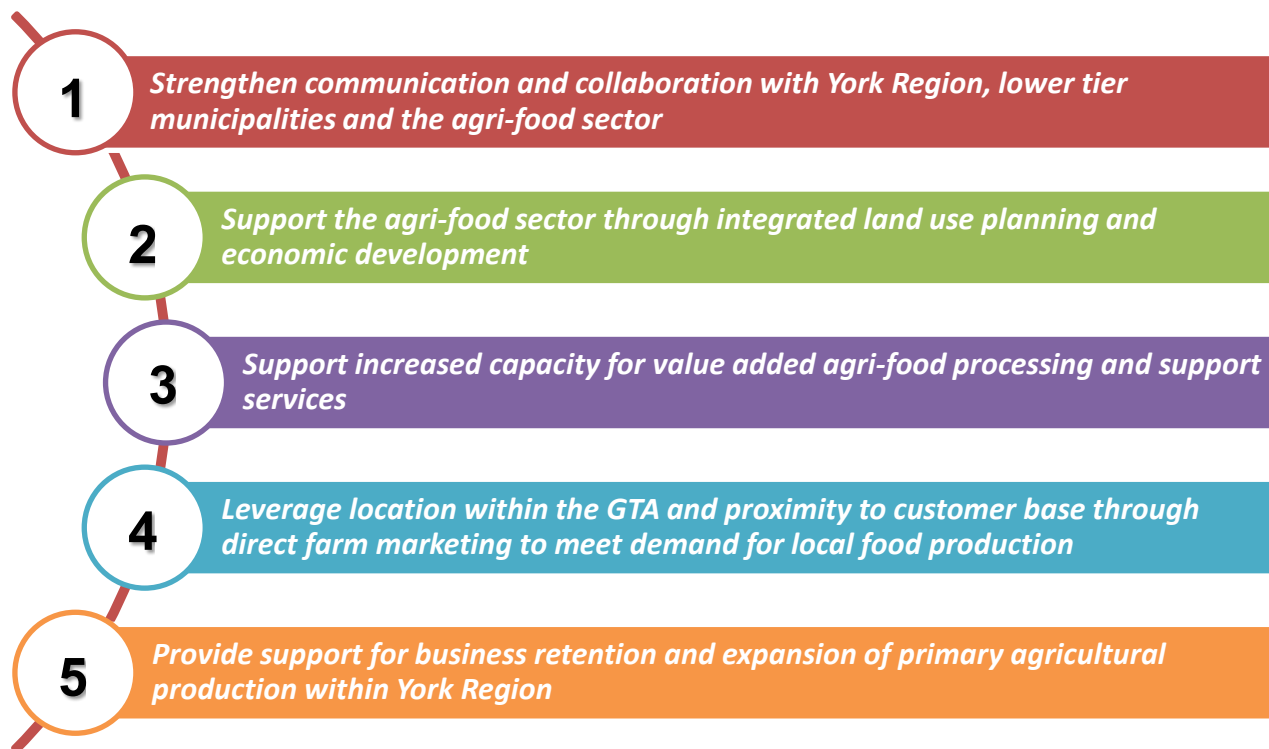 1
Strengthen communication and collaboration with York Region, lower tier
municipalities and the agri-food sector
2
Support the agri-food sector through integrated land use planning and
economic development
3
Support increased capacity for value added agri-food processing and support
services
4
Leverage location within the GTA and proximity to customer base through
direct farm marketing to meet demand for local food production
5
Provide support for business retention and expansion of primary agricultural
production within York Region